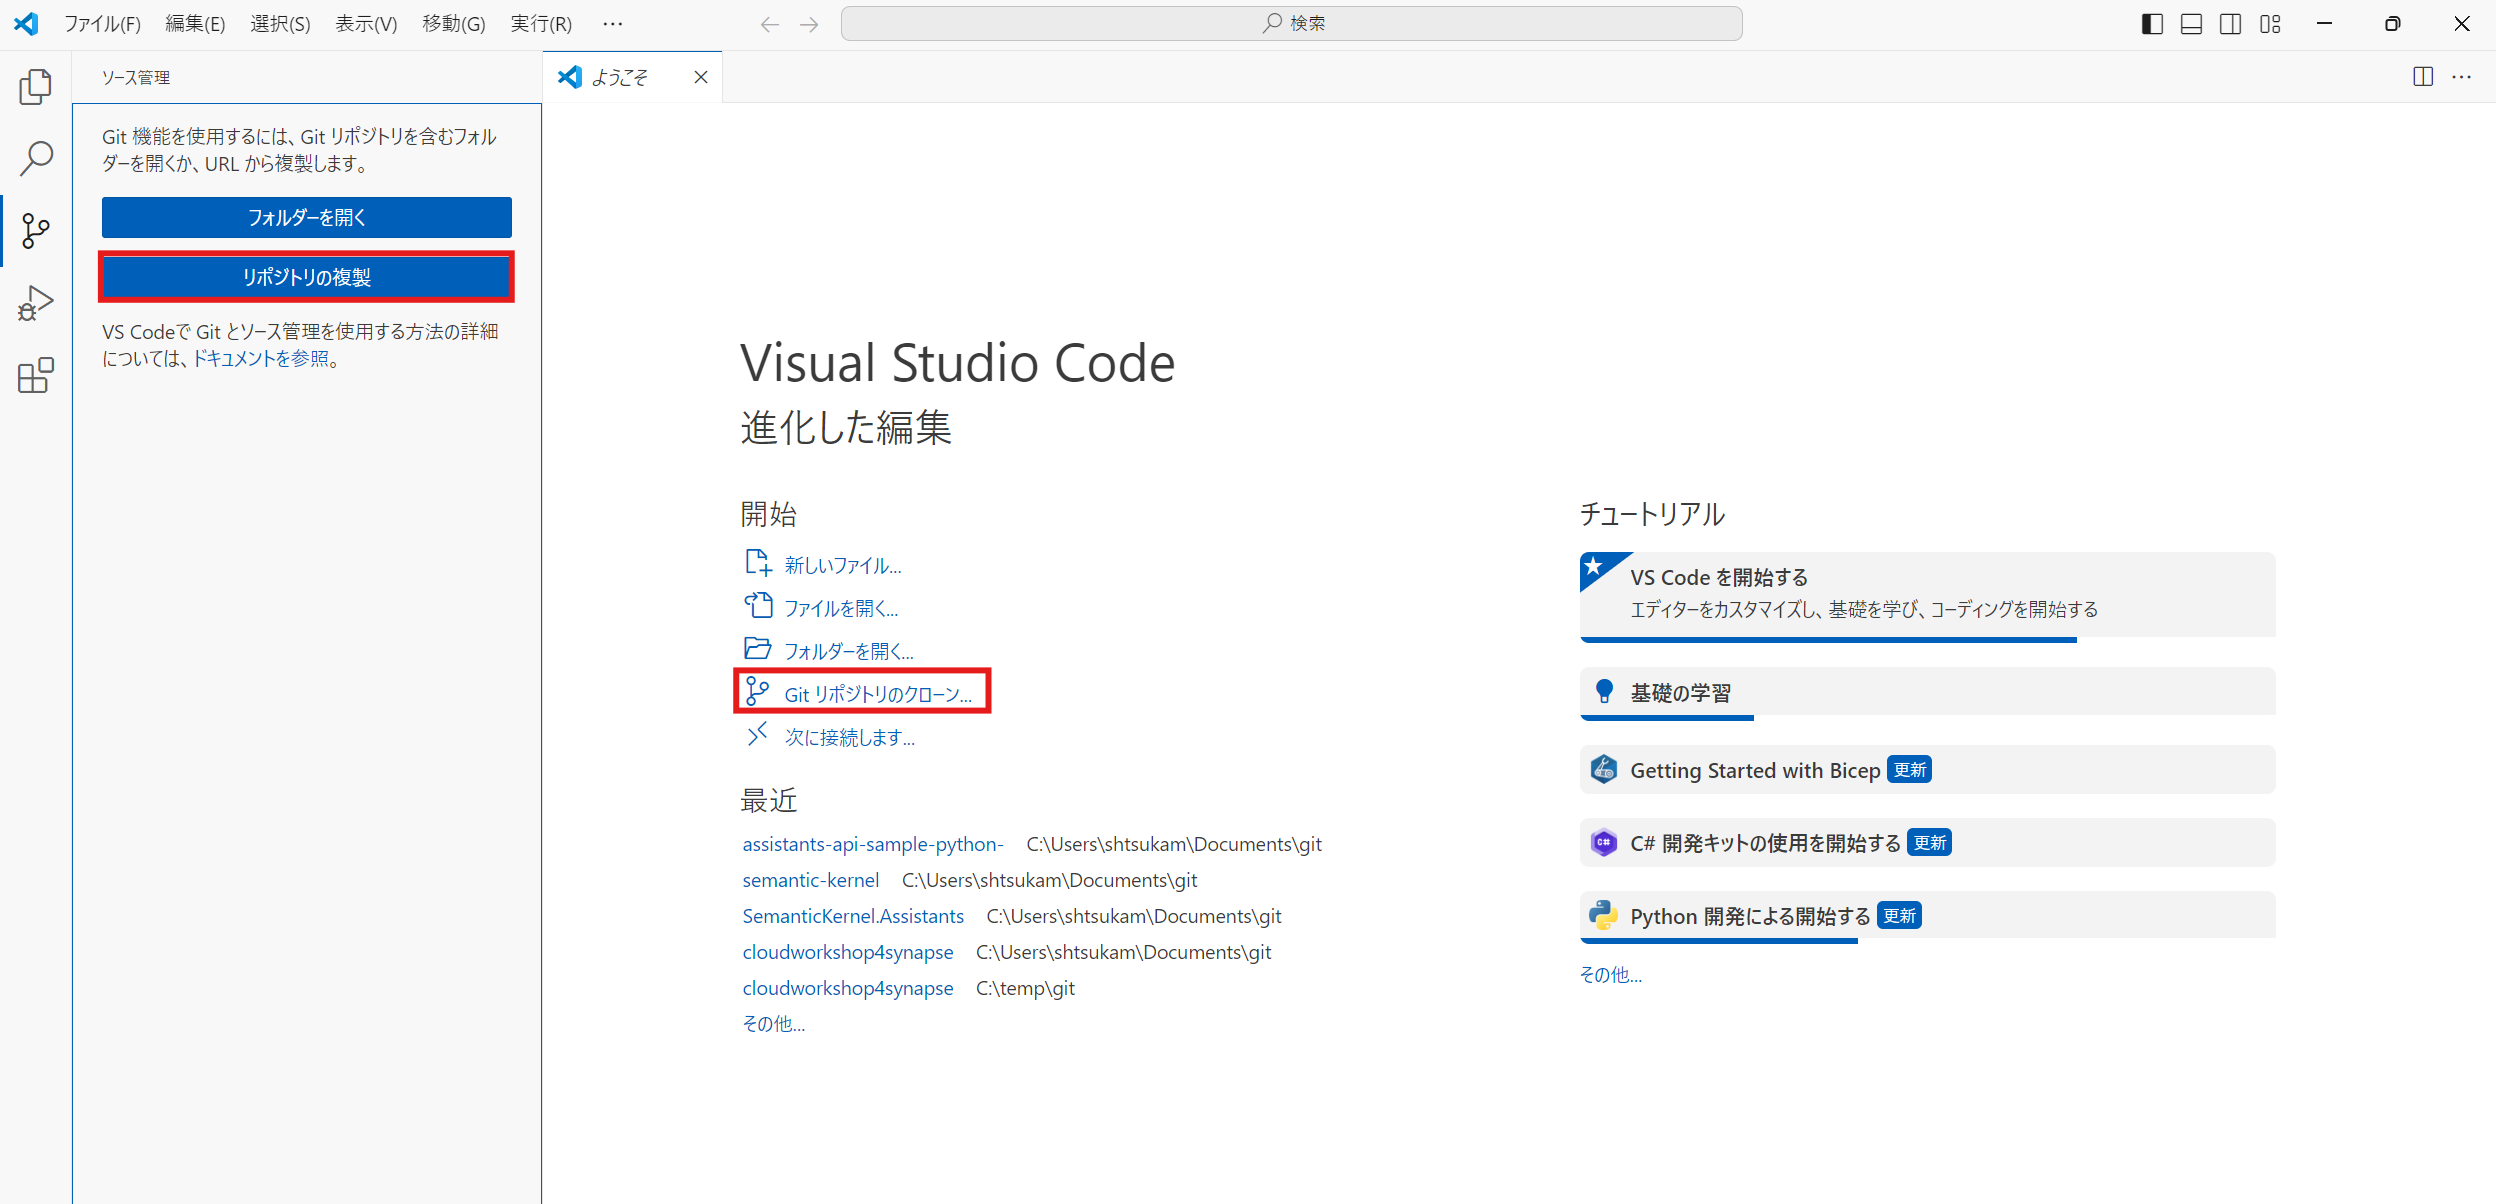 ファイル(F) 編集(E) 選択(S) 表示(V) 移動(G) 実行(R) ···
検索
ソース管理
ようこそ
Git 機能を使用するには、Git リポジトリを含むフォル
ダーを開くか、URL から複製します。
フォルダーを開く
リポジトリの複製
VS Codeで Git とソース管理を使用する方法の詳細
については、ドキュメントを参照。
Visual Studio Code
進化した編集
開始
新しいファイル...
ファイルを開く...
フォルダーを開く...
Git リポジトリのクローン...
次に接続します...
最近
assistants-api-sample-python- C:\Users\shtsukam\Documents\git
semantic-kernel C:\Users\shtsukam\Documents\git
SemanticKernel.Assistants C:\Users\shtsukam\Documents\git
cloudworkshop4synapse C:\Users\shtsukam\Documents\git
cloudworkshop4synapse C:\temp\git
その他...
チュートリアル
VS Code を開始する
エディターをカスタマイズし、基礎を学び、コーディングを開始する
基礎の学習
Getting Started with Bicep 更新
C# 開発キットの使用を開始する 更新
Python 開発による開始する 更新
その他...